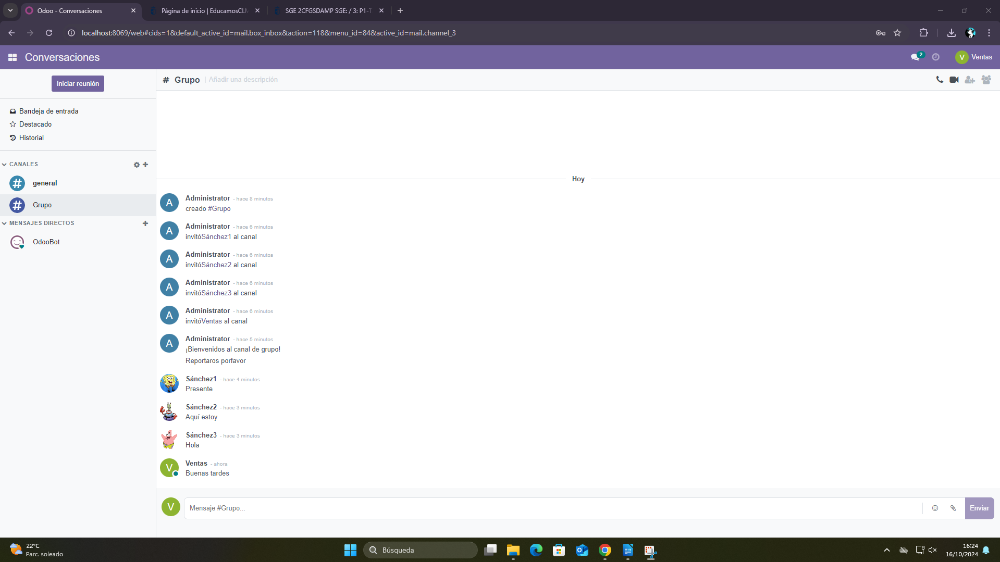 Odoo - Conversaciones
Página de inicio | EducamosCLM
SGE 2CFGSDAMP SGE: / 3: P1-T
localhost:8069/web#cids=1&default_active_id=mail.box_inbox&action=118&menu_id=84&active_id=mail.channel_3
Conversaciones
2
V Ventas
Iniciar reunión
# Grupo
Añadir una descripción
Bandeja de entrada
Destacado
Historial
CANALES
# general
# Grupo
MENSAJES DIRECTOS
OdooBot
Hoy
A
Administrator - hace 8 minutos
creado #Grupo
A
Administrator - hace 6 minutos
invitóSánchez1 al canal
A
Administrator - hace 6 minutos
invitóSánchez2 al canal
A
Administrator - hace 6 minutos
invitóSánchez3 al canal
A
Administrator - hace 6 minutos
invitóVentas al canal
A
Administrator - hace 5 minutos
¡Bienvenidos al canal de grupo!
Reportaros porfavor
Sánchez1 - hace 4 minutos
Presente
Sánchez2 - hace 3 minutos
Aquí estoy
Sánchez3 - hace 3 minutos
Hola
V
Ventas - ahora
Buenas tardes
V
Mensaje #Grupo...
Enviar
22°C
Parc. soleado
Búsqueda
16:24
16/10/2024